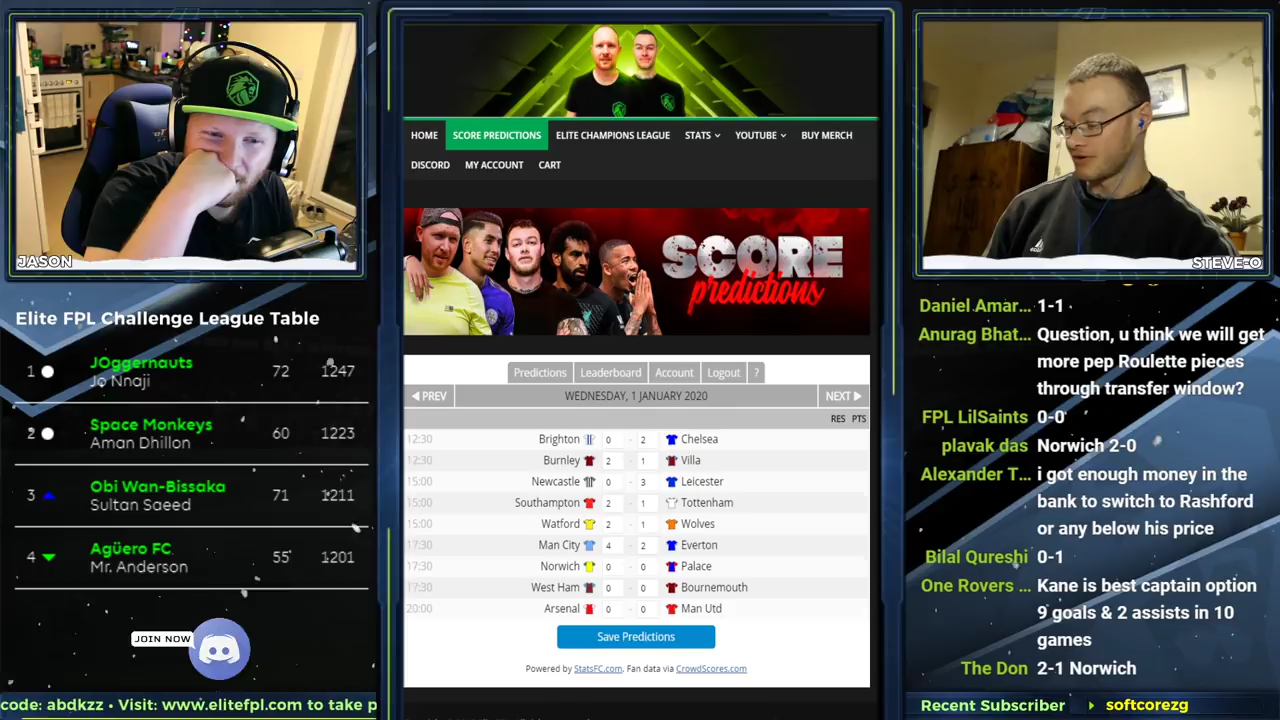 JASON
Elite FPL Challenge League Table
1 JOggernauts 72 1247
Jo Nnaji
2 Space Monkeys 60 1223
Aman Dhillon
3 Obi Wan-Bissaka 71 1211
Sultan Saeed
4 Agüero FC 55 1201
Mr. Anderson
JOIN NOW
code: abdkzz • Visit: www.elitefpl.com to take p
HOME SCORE PREDICTIONS ELITE CHAMPIONS LEAGUE STATS YOUTUBE BUY MERCH
DISCORD MY ACCOUNT CART
SCORE
predictions
Predictions Leaderboard Account Logout ?
PREV WEDNESDAY, 1 JANUARY 2020 NEXT
RES PTS
12:30 Brighton 0 - 2 Chelsea
12:30 Burnley 2 - 1 Villa
15:00 Newcastle 0 - 3 Leicester
15:00 Southampton 2 - 1 Tottenham
15:00 Watford 2 - 1 Wolves
17:30 Man City 4 - 2 Everton
17:30 Norwich 0 - 0 Palace
17:30 West Ham 0 - 0 Bournemouth
20:00 Arsenal 0 - 0 Man Utd
Save Predictions
Powered by StatsFC.com. Fan data via CrowdScores.com
STEVE-O
Daniel Amar... 1-1
Anurag Bhat... Question, u think we will get
more pep Roulette pieces
through transfer window?
FPL LilSaints 0-0
plavak das Norwich 2-0
Alexander T... i got enough money in the
bank to switch to Rashford
or any below his price
Bilal Qureshi 0-1
One Rovers ... Kane is best captain option
9 goals & 2 assists in 10
games
The Don 2-1 Norwich
Recent Subscriber softcorezg